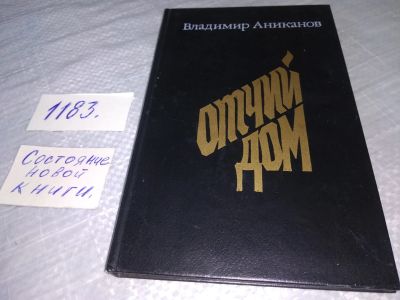 Владимир Аниканов
ОТЧИЙ
ДОМ
1183.
Состояние
новой
книги.